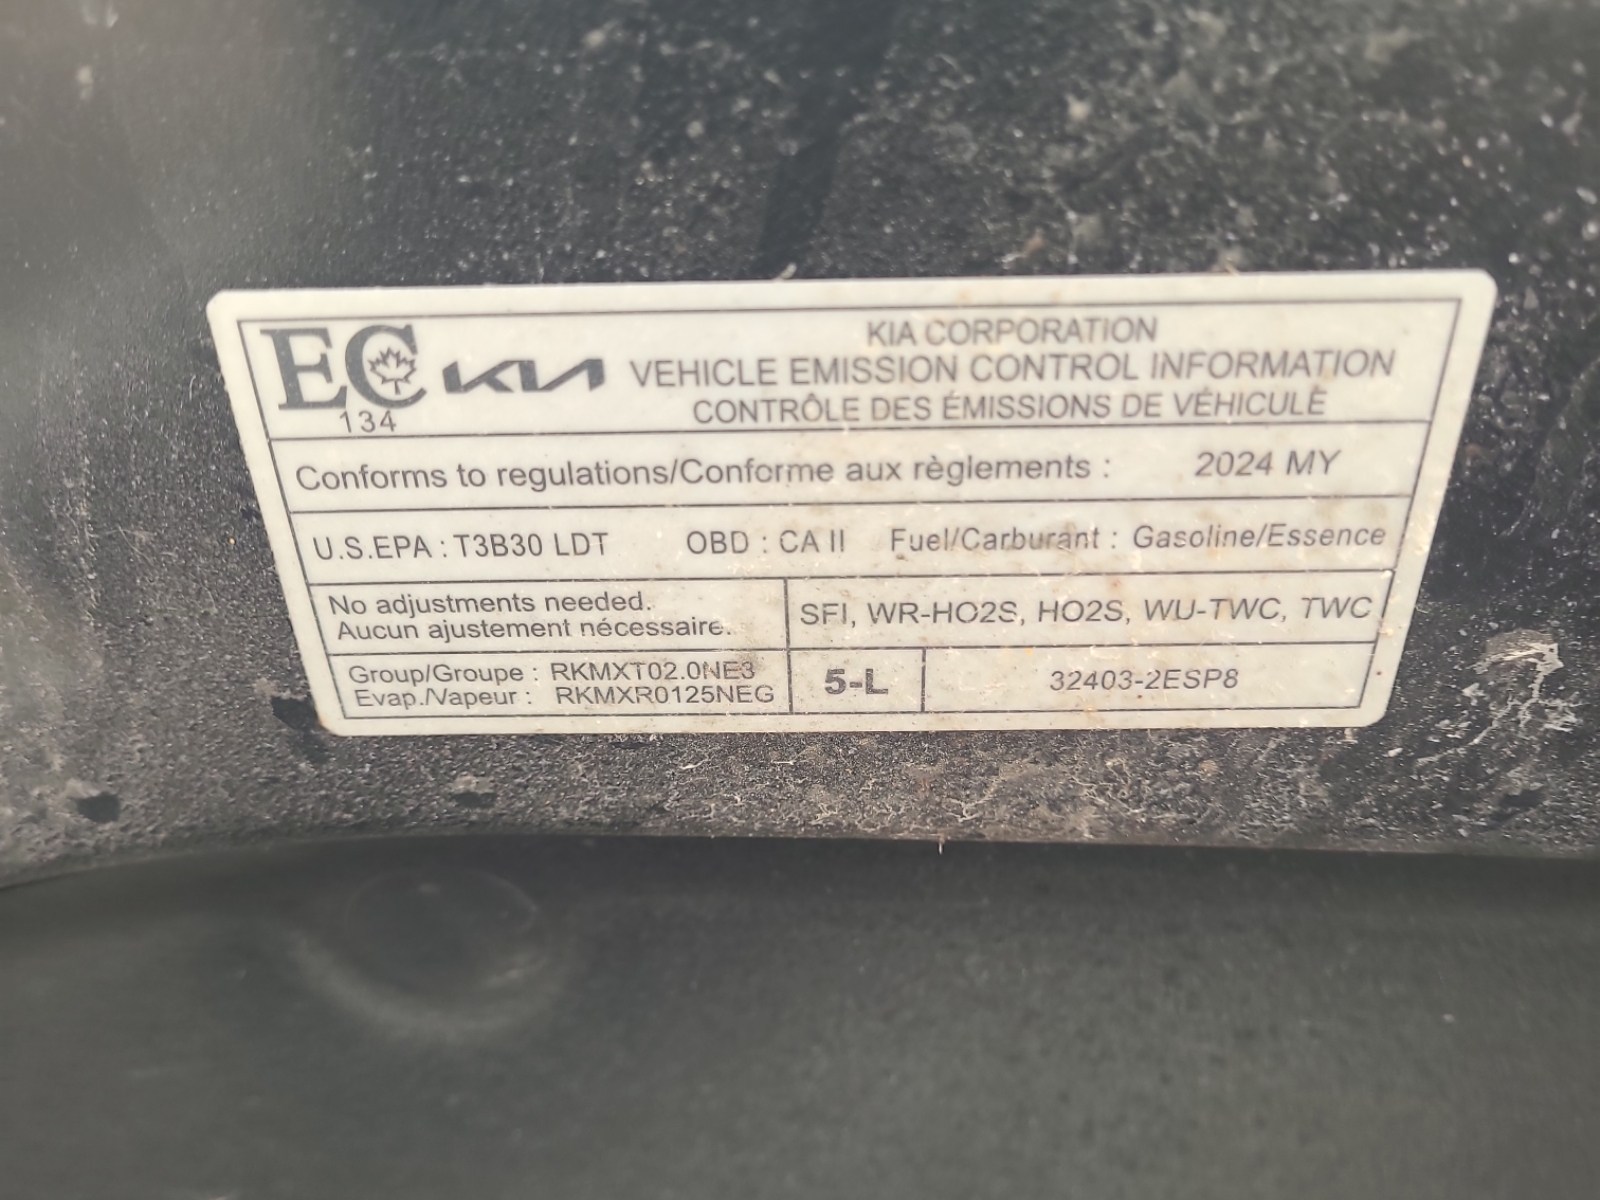 EC KIA
134
KIA CORPORATION
VEHICLE EMISSION CONTROL INFORMATION
CONTRÔLE DES ÉMISSIONS DE VÉHICULE
Conforms to regulations/Conforme aux règlements : 2024 MY
U.S.EPA : T3B30 LDT OBD : CA II Fuel/Carburant : Gasoline/Essence
No adjustments needed.
Aucun ajustement nécessaire.
SFI, WR-HO2S, HO2S, WU-TWC, TWC
Group/Groupe : RKMXT02.0NE3
Evap./Vapeur : RKMXR0125NEG
5-L
32403-2ESP8